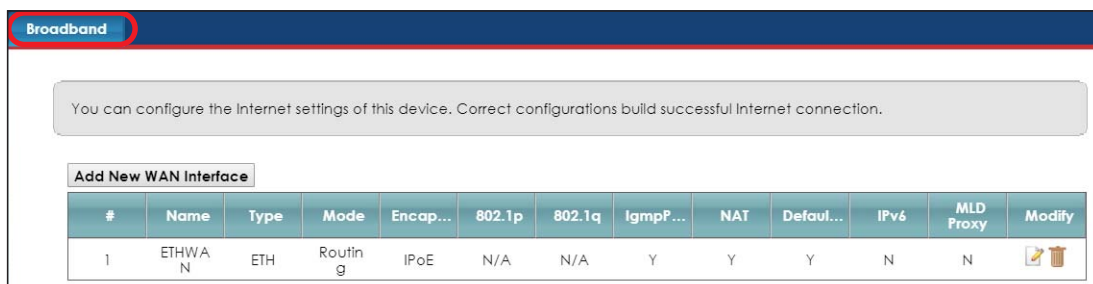 Broadband
You can configure the Internet settings of this device. Correct configurations build successful Internet connection.
Add New WAN Interface
# Name Type Mode Encap... 802.1p 802.1q IgmpP... NAT Defaul... IPv6 MLD Proxy Modify
1 ETHWAN ETH Routing IPoE N/A N/A Y Y Y N N